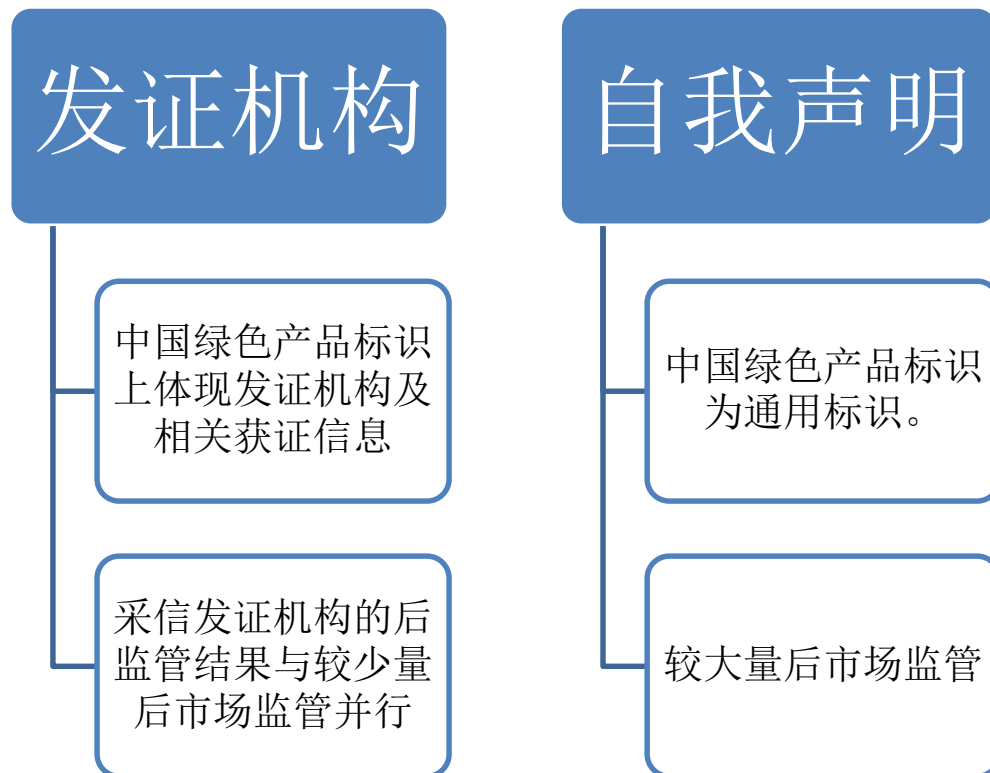 发证机构
中国绿色产品标识
上体现发证机构及
相关获证信息
采信发证机构的后
监管结果与较少量
后市场监管并行
自我声明
中国绿色产品标识
为通用标识。
较大量后市场监管